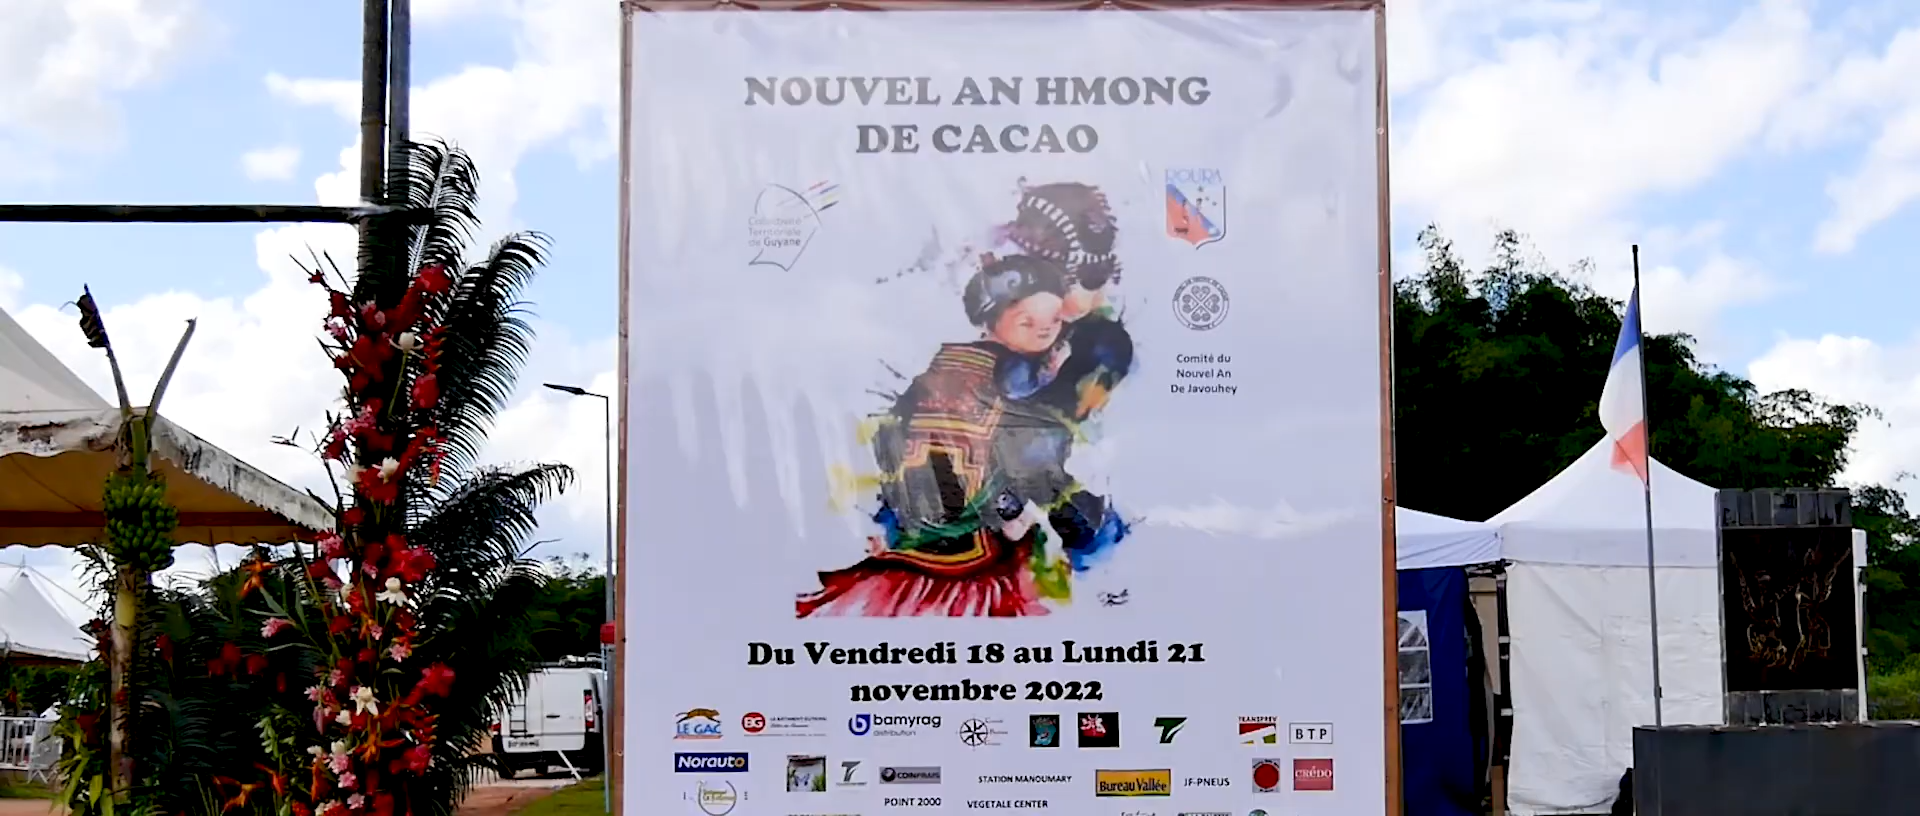 NOUVEL AN HMONG
DE CACAO
Collectivité
Territoriale
de Guyane
ROURA
Comité du
Nouvel An
De Javouhey
Du Vendredi 18 au Lundi 21
novembre 2022
LE GAC
BG
bamyrag
distribution
TRANSPREV
BTP
Norauto
COINFRAIS
STATION MANOUMARY
Bureau Vallée
JF-PNEUS
CRÉDO
POINT 2000
VEGETALE CENTER